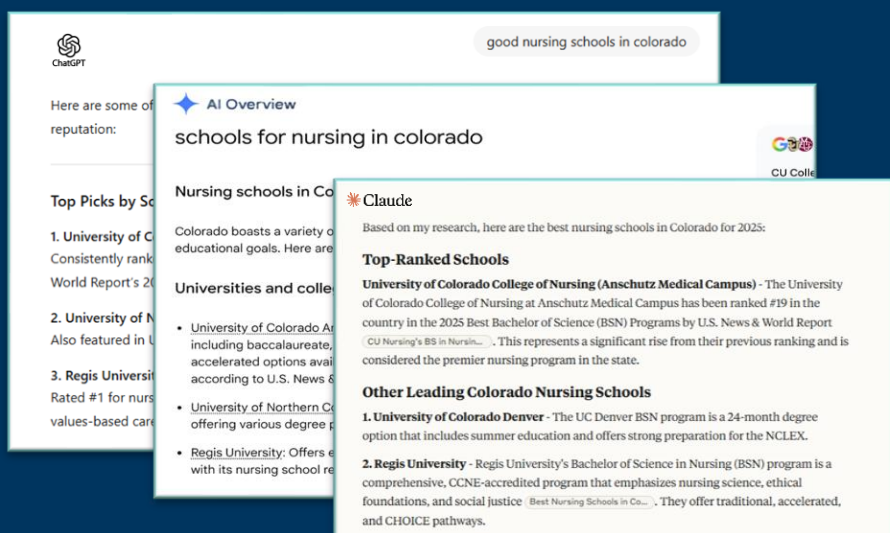 ChatGPT
good nursing schools in colorado
Here are some of
reputation:
Top Picks by Sc
1. University of C
Consistently rank
World Report's 20
2. University of N
Also featured in U
3. Regis Universit
Rated #1 for nurs
values-based care
AI Overview
schools for nursing in colorado
CU Colle
Nursing schools in Co
Colorado boasts a variety o
educational goals. Here are
Universities and colle
University of Colorado An
including baccalaureate,
accelerated options avai
according to U.S. News &
University of Northern Co
offering various degree p
Regis University: Offers e
with its nursing school re
Claude
Based on my research, here are the best nursing schools in Colorado for 2025:
Top-Ranked Schools
University of Colorado College of Nursing (Anschutz Medical Campus) - The University
of Colorado College of Nursing at Anschutz Medical Campus has been ranked #19 in the
country in the 2025 Best Bachelor of Science (BSN) Programs by U.S. News & World Report
CU Nursing's BS in Nursin... . This represents a significant rise from their previous ranking and is
considered the premier nursing program in the state.
Other Leading Colorado Nursing Schools
1. University of Colorado Denver - The UC Denver BSN program is a 24-month degree
option that includes summer education and offers strong preparation for the NCLEX.
2. Regis University - Regis University's Bachelor of Science in Nursing (BSN) program is a
comprehensive, CCNE-accredited program that emphasizes nursing science, ethical
foundations, and social justice Best Nursing Schools in Co... . They offer traditional, accelerated,
and CHOICE pathways.